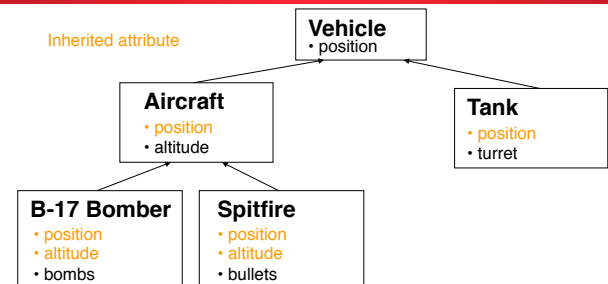 Inherited attribute
Vehicle
• position
Aircraft
• position
• altitude
Tank
• position
• turret
B-17 Bomber
• position
• altitude
• bombs
Spitfire
• position
• altitude
• bullets